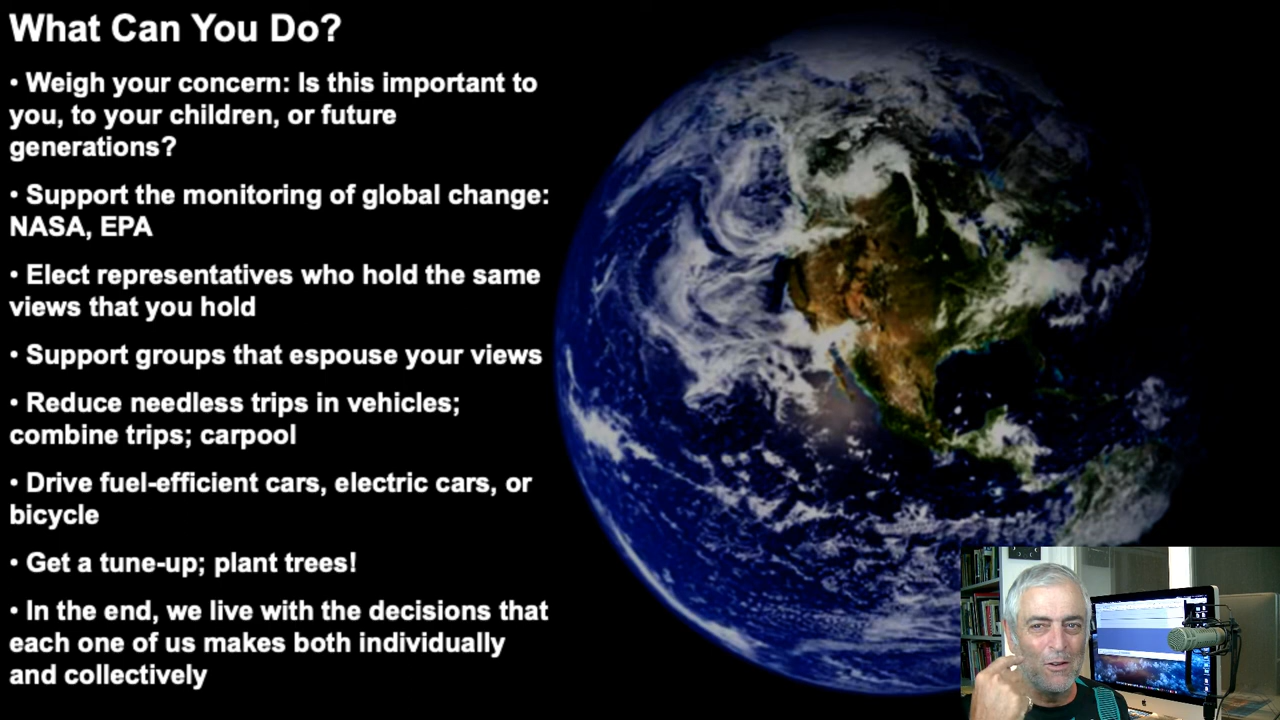 What Can You Do?
• Weigh your concern: Is this important to
you, to your children, or future
generations?
• Support the monitoring of global change:
NASA, EPA
• Elect representatives who hold the same
views that you hold
• Support groups that espouse your views
• Reduce needless trips in vehicles;
combine trips; carpool
• Drive fuel-efficient cars, electric cars, or
bicycle
• Get a tune-up; plant trees!
• In the end, we live with the decisions that
each one of us makes both individually
and collectively